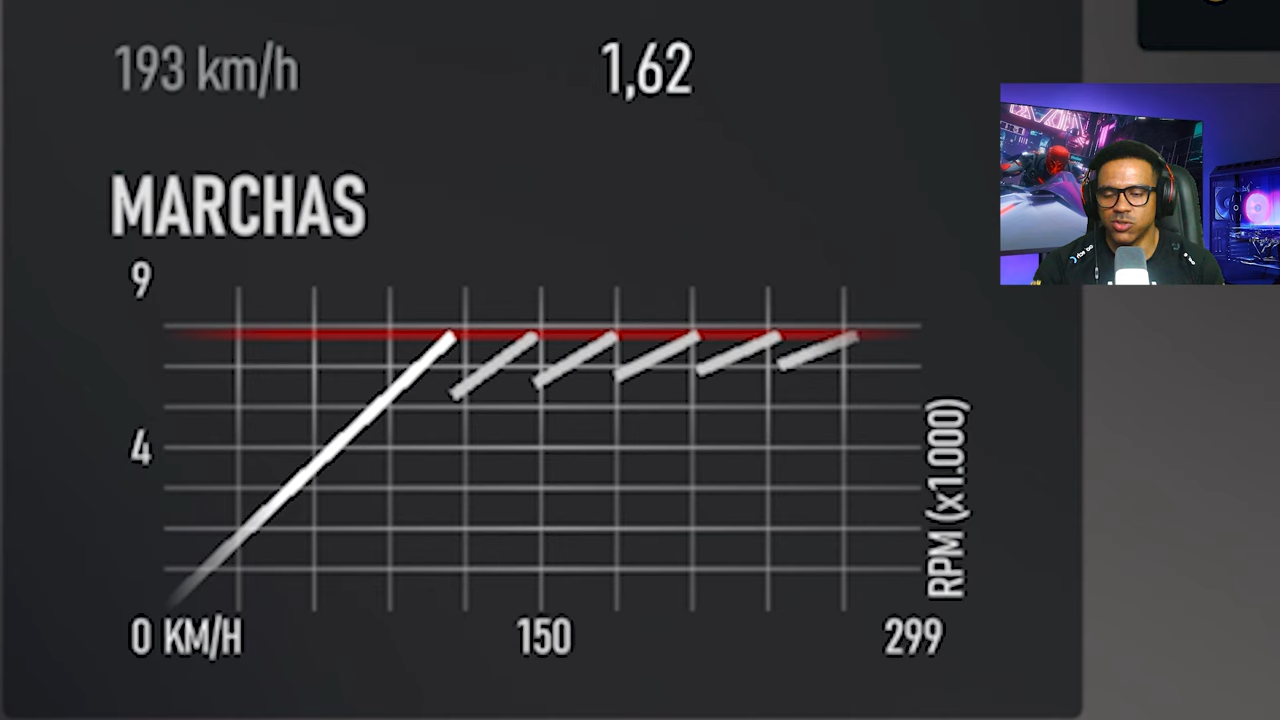 193 km/h
1,62
MARCHAS
9
4
RPM (x1.000)
0 KM/H
150
299